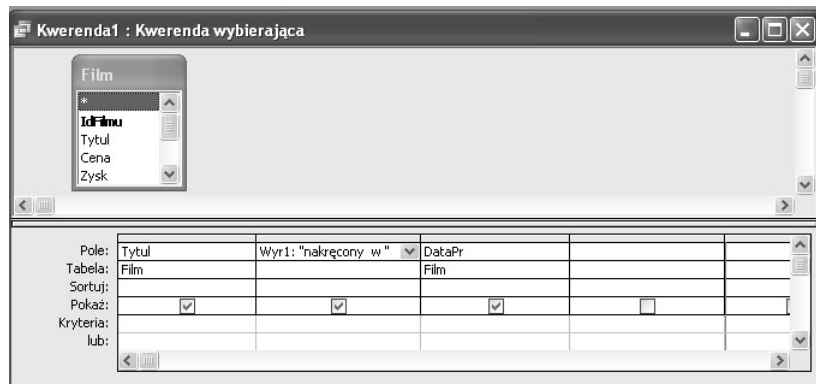 Kwerenda1 : Kwerenda wybierająca
Film
*
IdFilmu
Tytul
Cena
Zysk
Pole: Tytul Wyr1: "nakręcony w " DataPr
Tabela: Film Film
Sortuj:
Pokaż:
Kryteria:
lub: